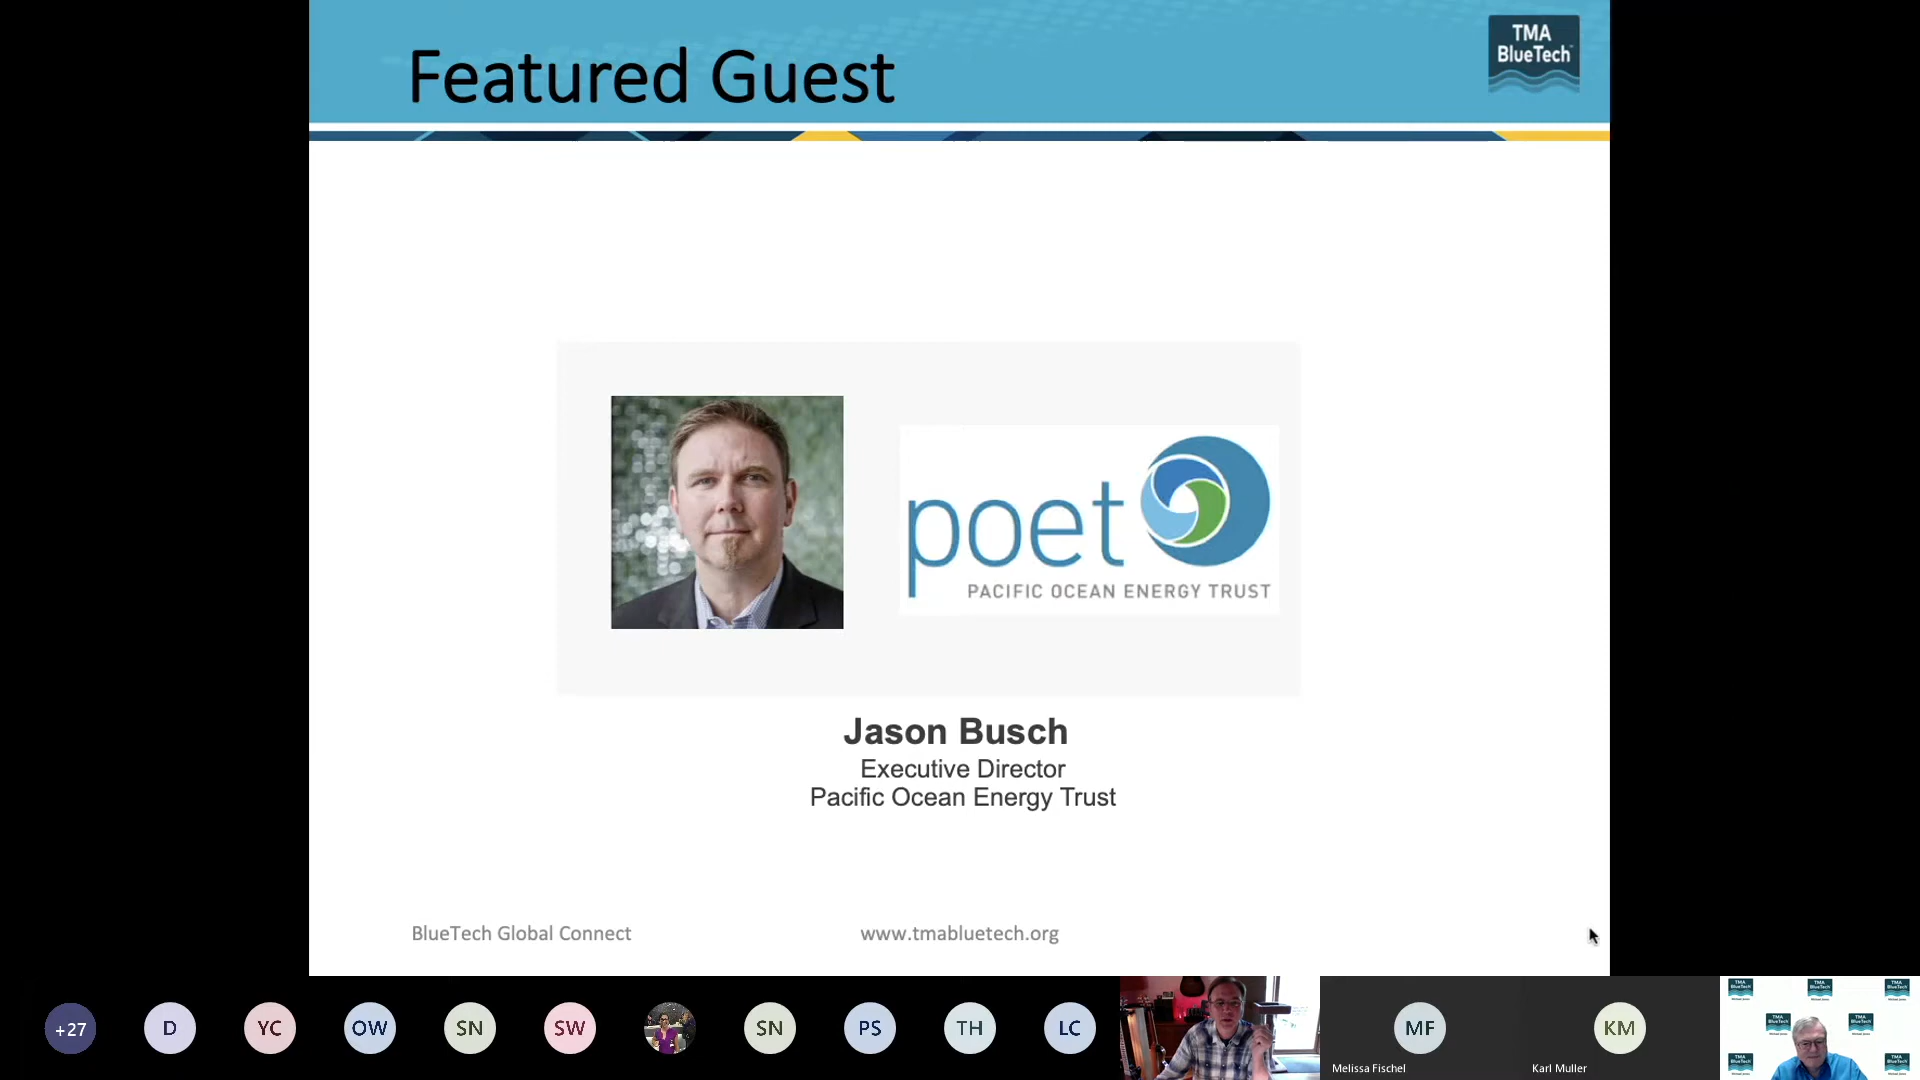 Featured Guest
TMA
BlueTech
poet
PACIFIC OCEAN ENERGY TRUST
Jason Busch
Executive Director
Pacific Ocean Energy Trust
BlueTech Global Connect
www.tmabluetech.org
+27
D
YC
OW
SN
SW
SN
PS
TH
LC
MF
Melissa Fischel
KM
Karl Muller